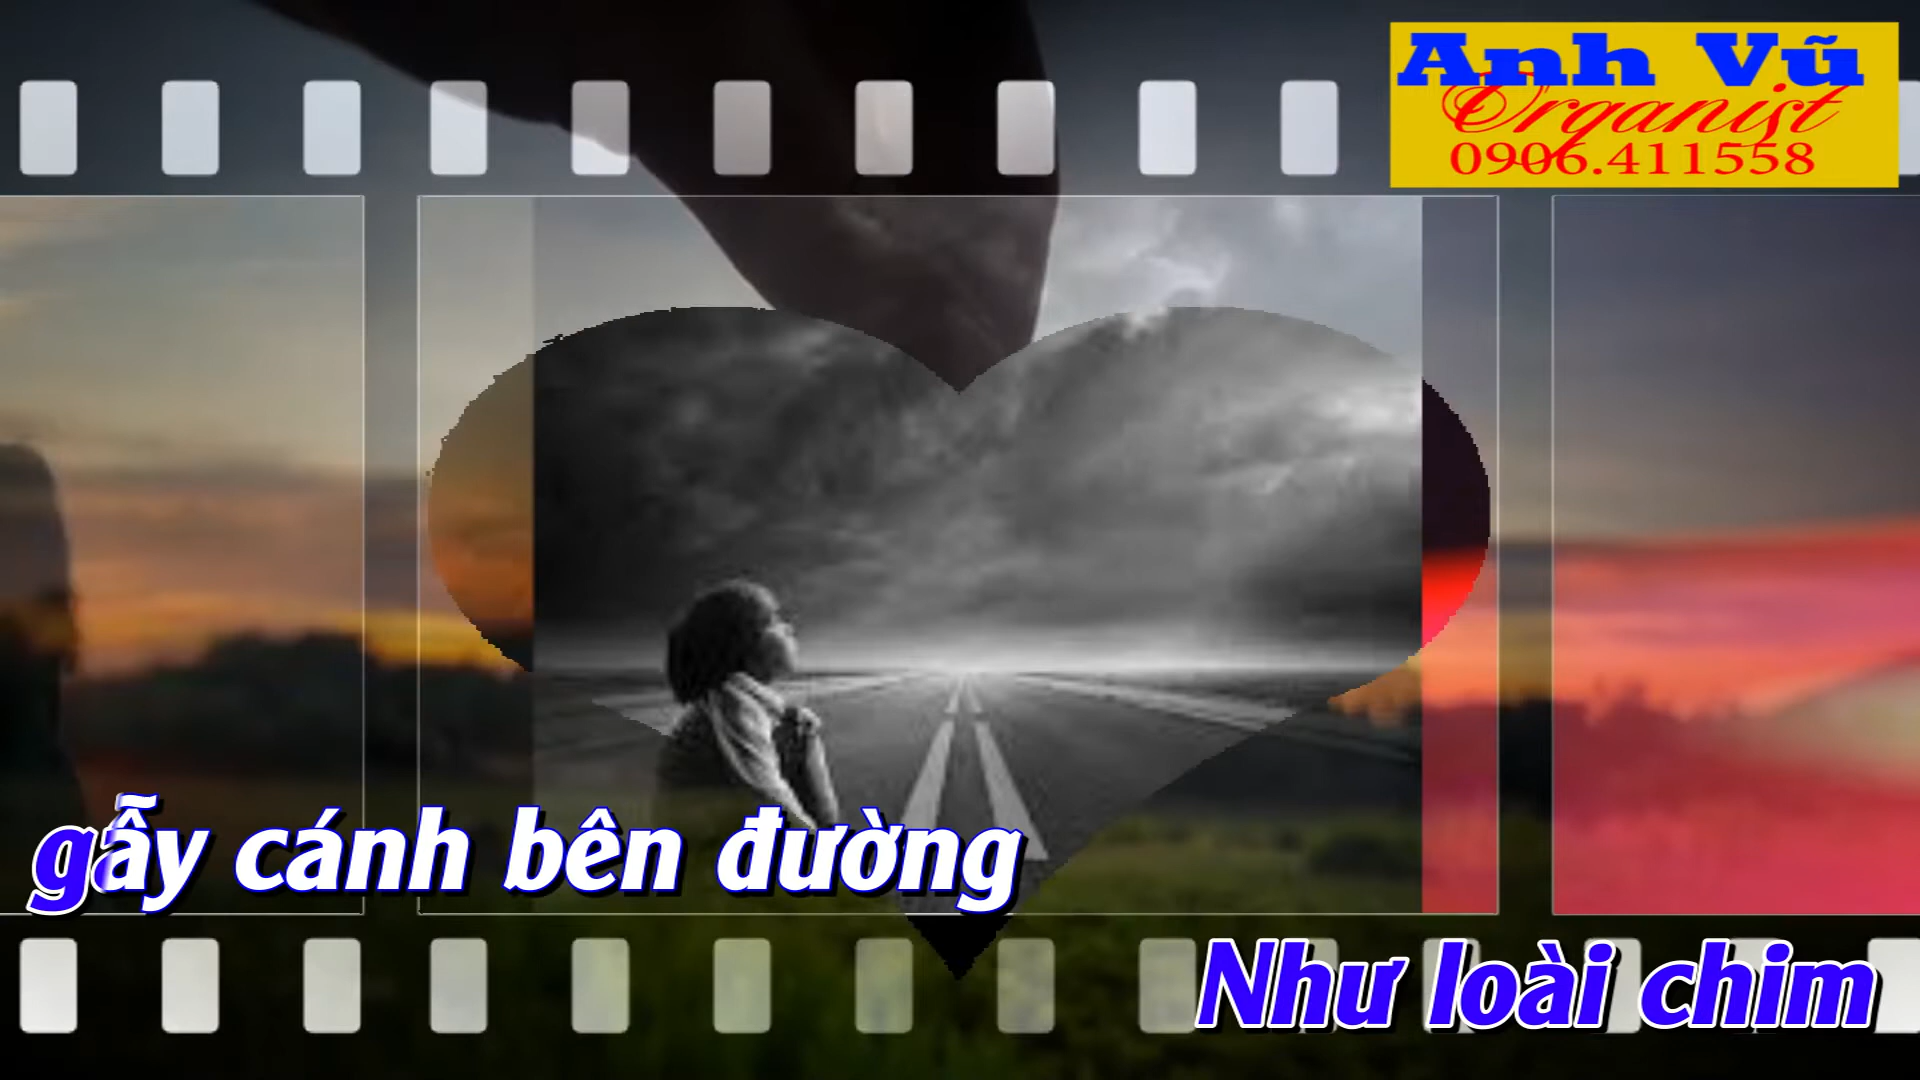 Anh Vũ
Organist
0906.411558
gẫy cánh bên đường
Như loài chim